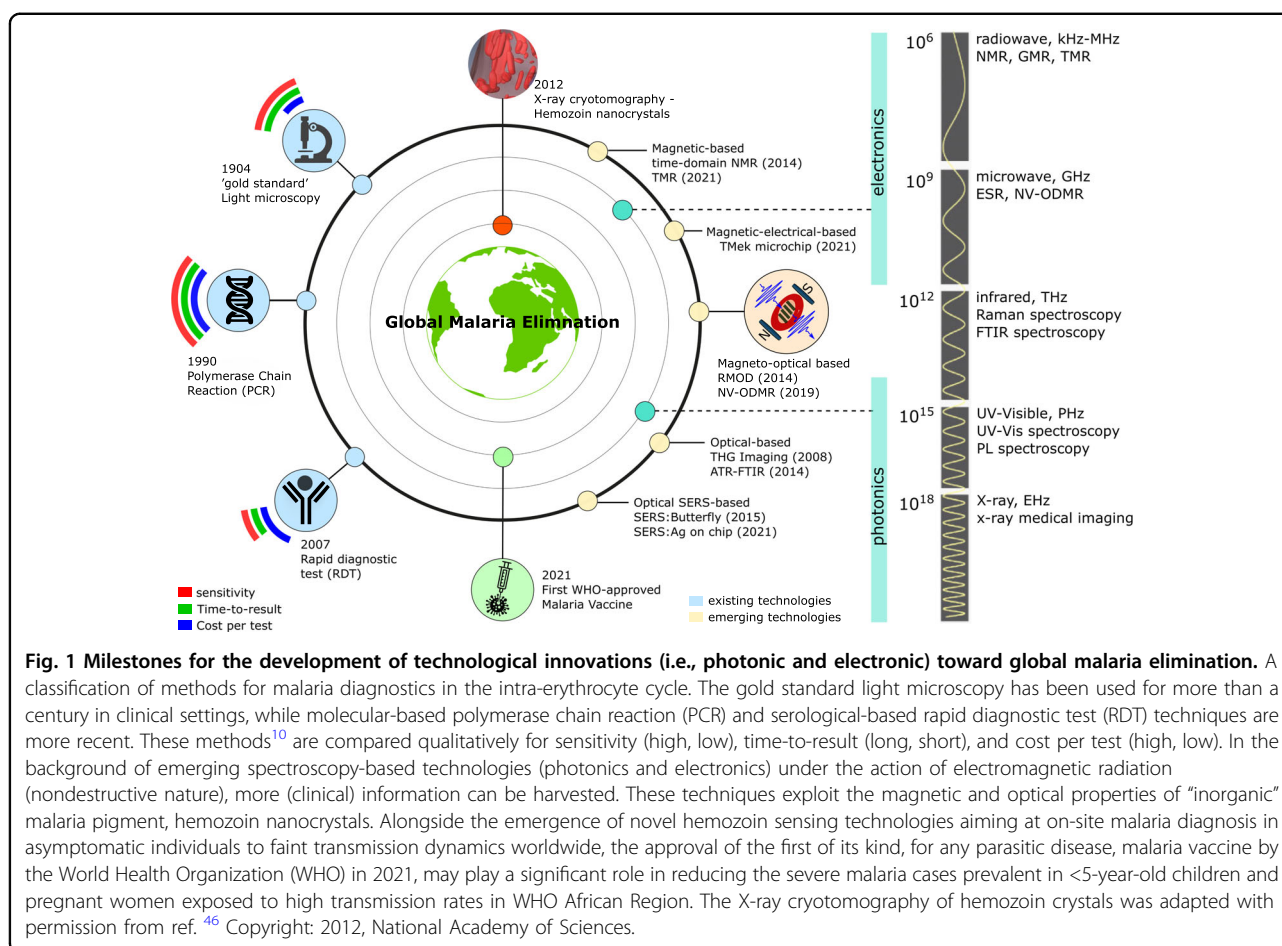 2012
X-ray cryotomography -
Hemozoin nanocrystals
1904
'gold standard'
Light microscopy
1990
Polymerase Chain
Reaction (PCR)
2007
Rapid diagnostic
test (RDT)
sensitivity
Time-to-result
Cost per test
Global Malaria Elimnation
2021
First WHO-approved
Malaria Vaccine
Magnetic-based
time-domain NMR (2014)
TMR (2021)
Magnetic-electrical-based
TMek microchip (2021)
S
N
Magneto-optical based
RMOD (2014)
NV-ODMR (2019)
Optical-based
THG Imaging (2008)
ATR-FTIR (2014)
Optical SERS-based
SERS:Butterfly (2015)
SERS:Ag on chip (2021)
existing technologies
emerging technologies
electronics
photonics
10⁶
radiowave, kHz-MHz
NMR, GMR, TMR
10⁹
microwave, GHz
ESR, NV-ODMR
10¹²
infrared, THz
Raman spectroscopy
FTIR spectroscopy
10¹⁵
UV-Visible, PHz
UV-Vis spectroscopy
PL spectroscopy
10¹⁸
X-ray, EHz
x-ray medical imaging
Fig. 1 Milestones for the development of technological innovations (i.e., photonic and electronic) toward global malaria elimination. A
classification of methods for malaria diagnostics in the intra-erythrocyte cycle. The gold standard light microscopy has been used for more than a
century in clinical settings, while molecular-based polymerase chain reaction (PCR) and serological-based rapid diagnostic test (RDT) techniques are
more recent. These methods¹⁰ are compared qualitatively for sensitivity (high, low), time-to-result (long, short), and cost per test (high, low). In the
background of emerging spectroscopy-based technologies (photonics and electronics) under the action of electromagnetic radiation
(nondestructive nature), more (clinical) information can be harvested. These techniques exploit the magnetic and optical properties of “inorganic”
malaria pigment, hemozoin nanocrystals. Alongside the emergence of novel hemozoin sensing technologies aiming at on-site malaria diagnosis in
asymptomatic individuals to faint transmission dynamics worldwide, the approval of the first of its kind, for any parasitic disease, malaria vaccine by
the World Health Organization (WHO) in 2021, may play a significant role in reducing the severe malaria cases prevalent in <5-year-old children and
pregnant women exposed to high transmission rates in WHO African Region. The X-ray cryotomography of hemozoin crystals was adapted with
permission from ref. ⁴⁶ Copyright: 2012, National Academy of Sciences.